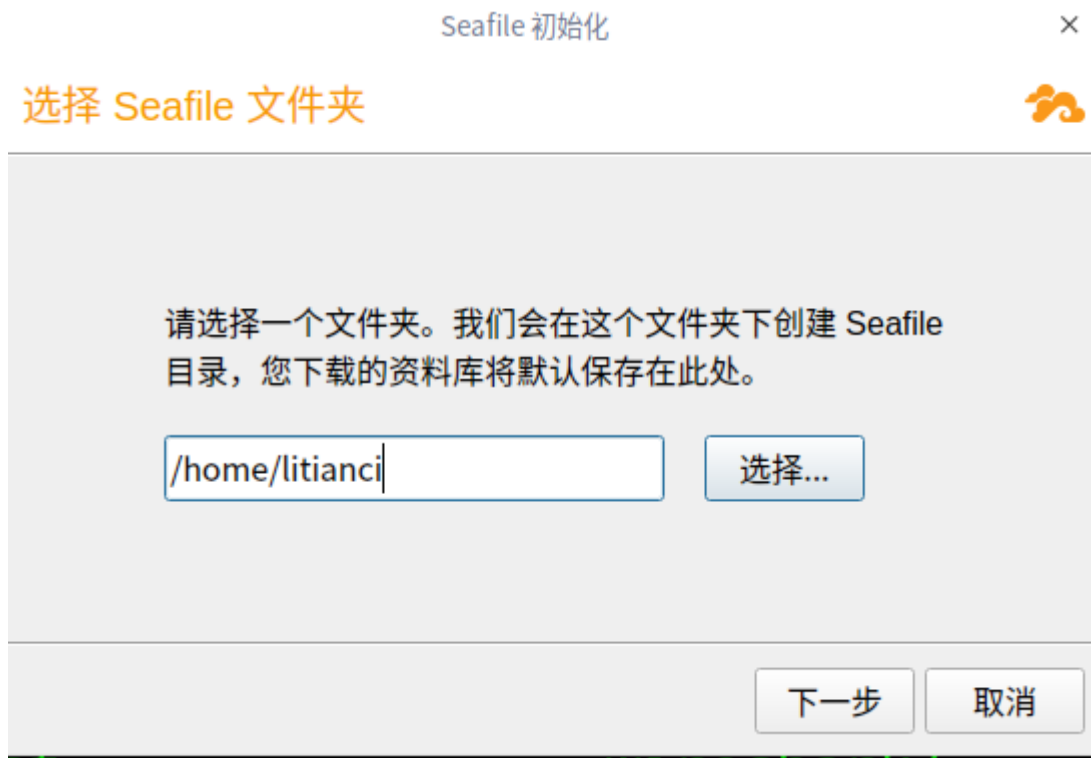 Seafile 初始化
选择 Seafile 文件夹
请选择一个文件夹。我们会在这个文件夹下创建 Seafile
目录，您下载的资料库将默认保存在此处。
/home/litianci
选择...
下一步
取消